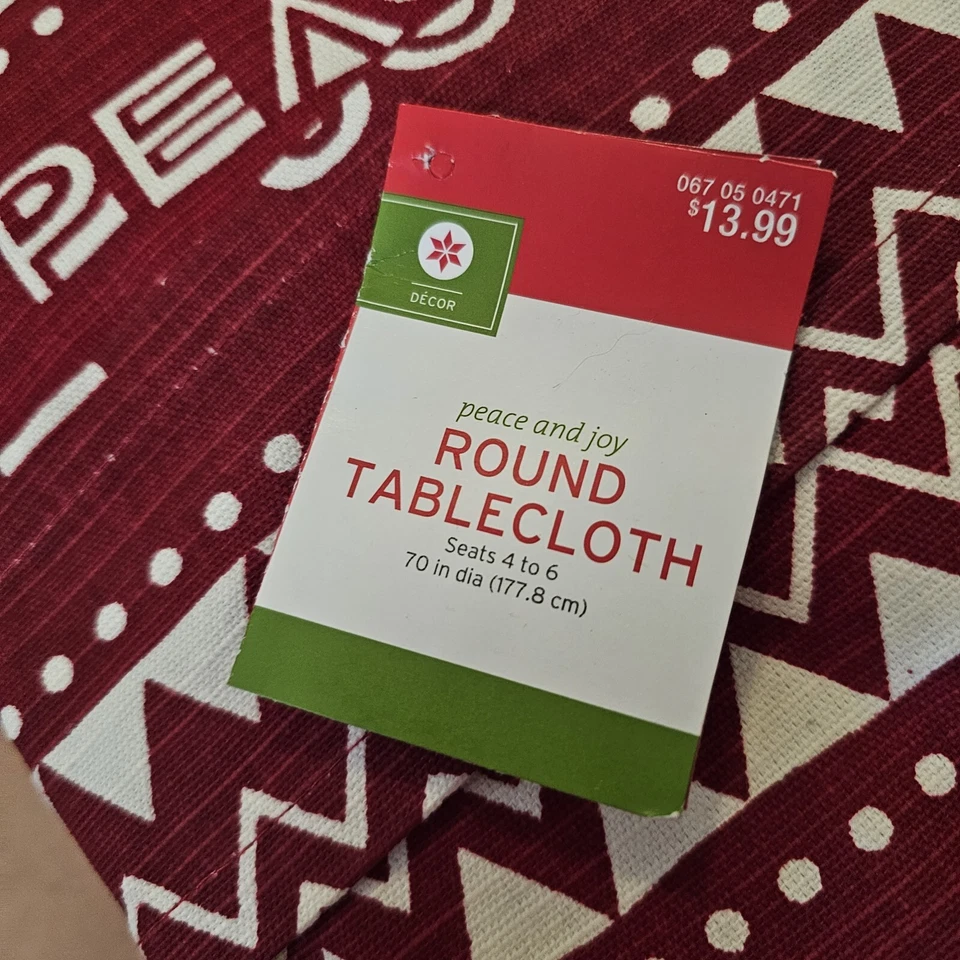 PEA
067 05 0471
$13.99
DÉCOR
peace and joy
ROUND
TABLECLOTH
Seats 4 to 6
70 in dia (177.8 cm)